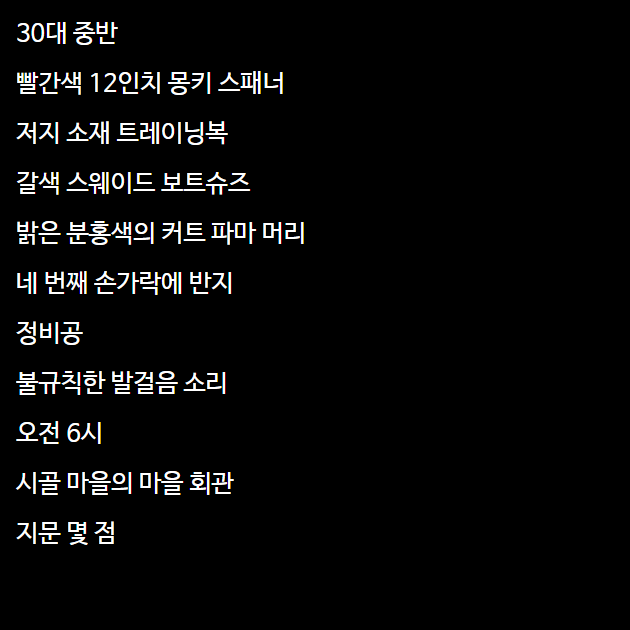 30대 중반
빨간색 12인치 몽키 스패너
저지 소재 트레이닝복
갈색 스웨이드 보트슈즈
밝은 분홍색의 커트 파마 머리
네 번째 손가락에 반지
정비공
불규칙한 발걸음 소리
오전 6시
시골 마을의 마을 회관
지문 몇 점